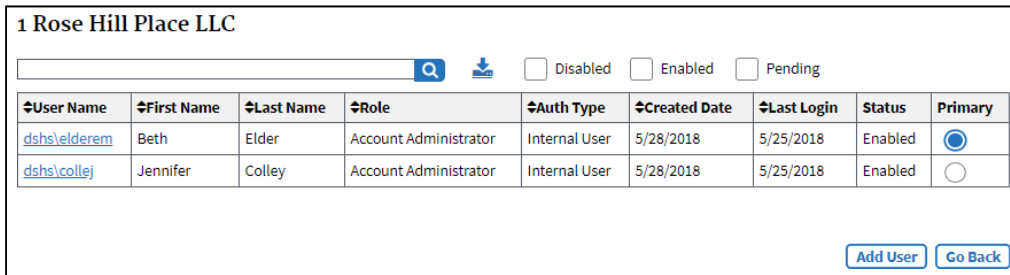 1 Rose Hill Place LLC
Disabled Enabled Pending
User Name First Name Last Name Role Auth Type Created Date Last Login Status Primary
dshs\elderem Beth Elder Account Administrator Internal User 5/28/2018 5/25/2018 Enabled
dshs\collej Jennifer Colley Account Administrator Internal User 5/28/2018 5/25/2018 Enabled
Add User Go Back